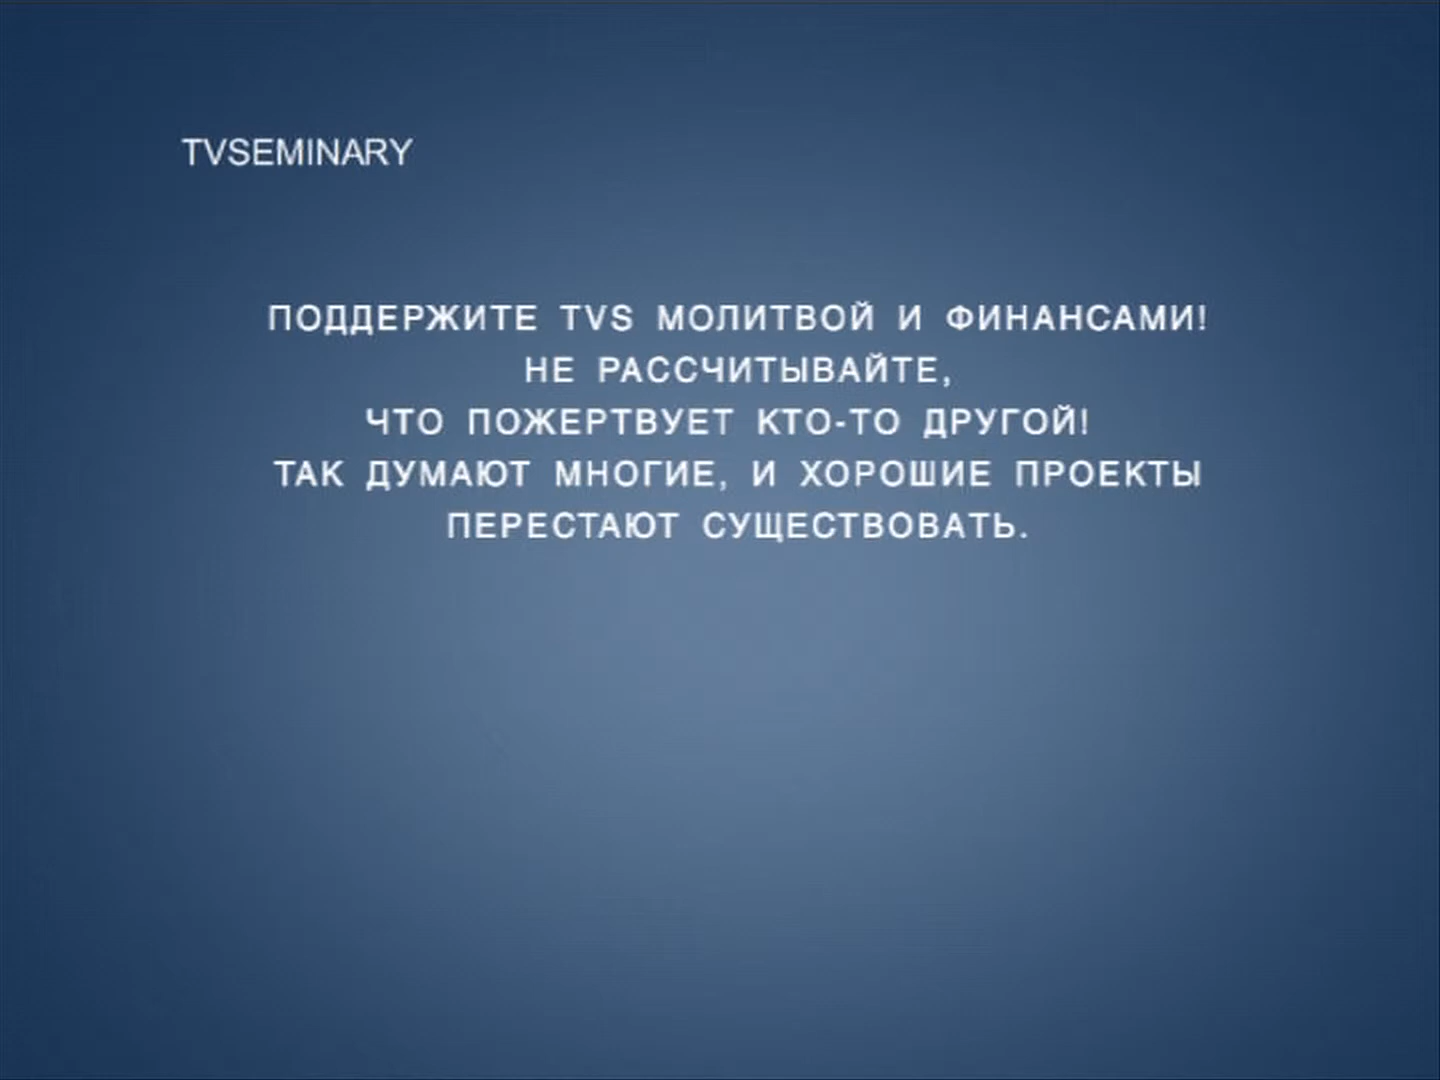 TVSEMINARY
ПОДДЕРЖИТЕ TVS МОЛИТВОЙ И ФИНАНСАМИ!
НЕ РАССЧИТЫВАЙТЕ,
ЧТО ПОЖЕРТВУЕТ КТО-ТО ДРУГОЙ!
ТАК ДУМАЮТ МНОГИЕ, И ХОРОШИЕ ПРОЕКТЫ
ПЕРЕСТАЮТ СУЩЕСТВОВАТЬ.